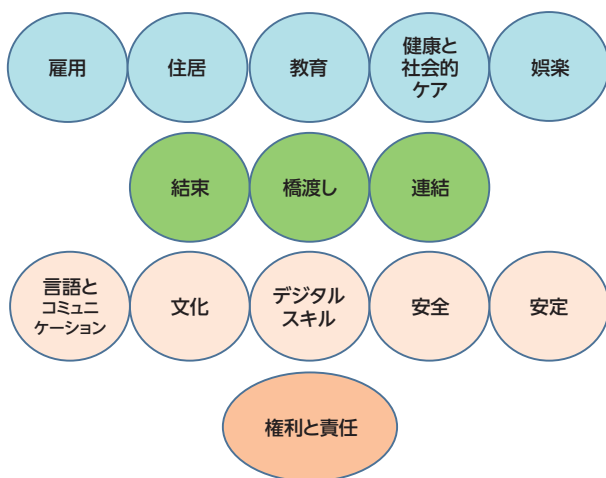 雇用
住居
教育
健康と
社会的
ケア
娯楽
結束
橋渡し
連結
言語と
コミュニ
ケーション
文化
デジタル
スキル
安全
安定
権利と責任